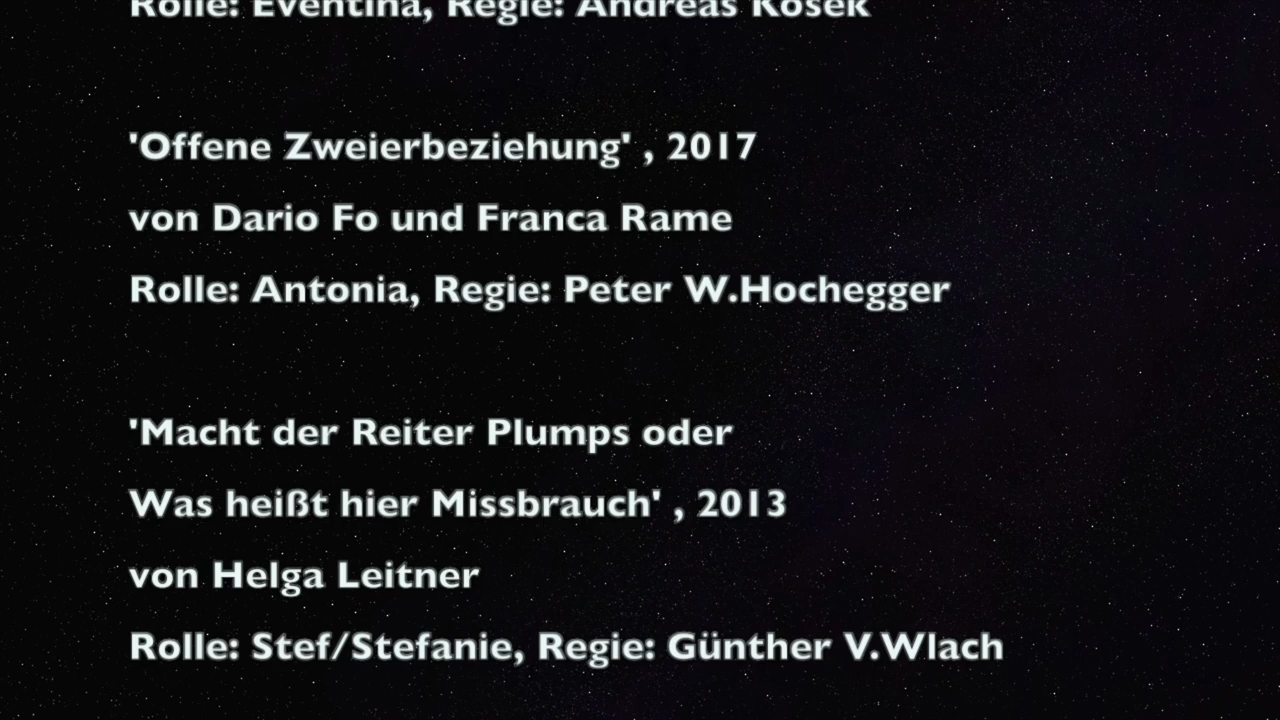 Rolle: Eventina, Regie: Andreas Kosek
'Offene Zweierbeziehung' , 2017
von Dario Fo und Franca Rame
Rolle: Antonia, Regie: Peter W.Hochegger
'Macht der Reiter Plumps oder
Was heißt hier Missbrauch' , 2013
von Helga Leitner
Rolle: Stef/Stefanie, Regie: Günther V.Wlach